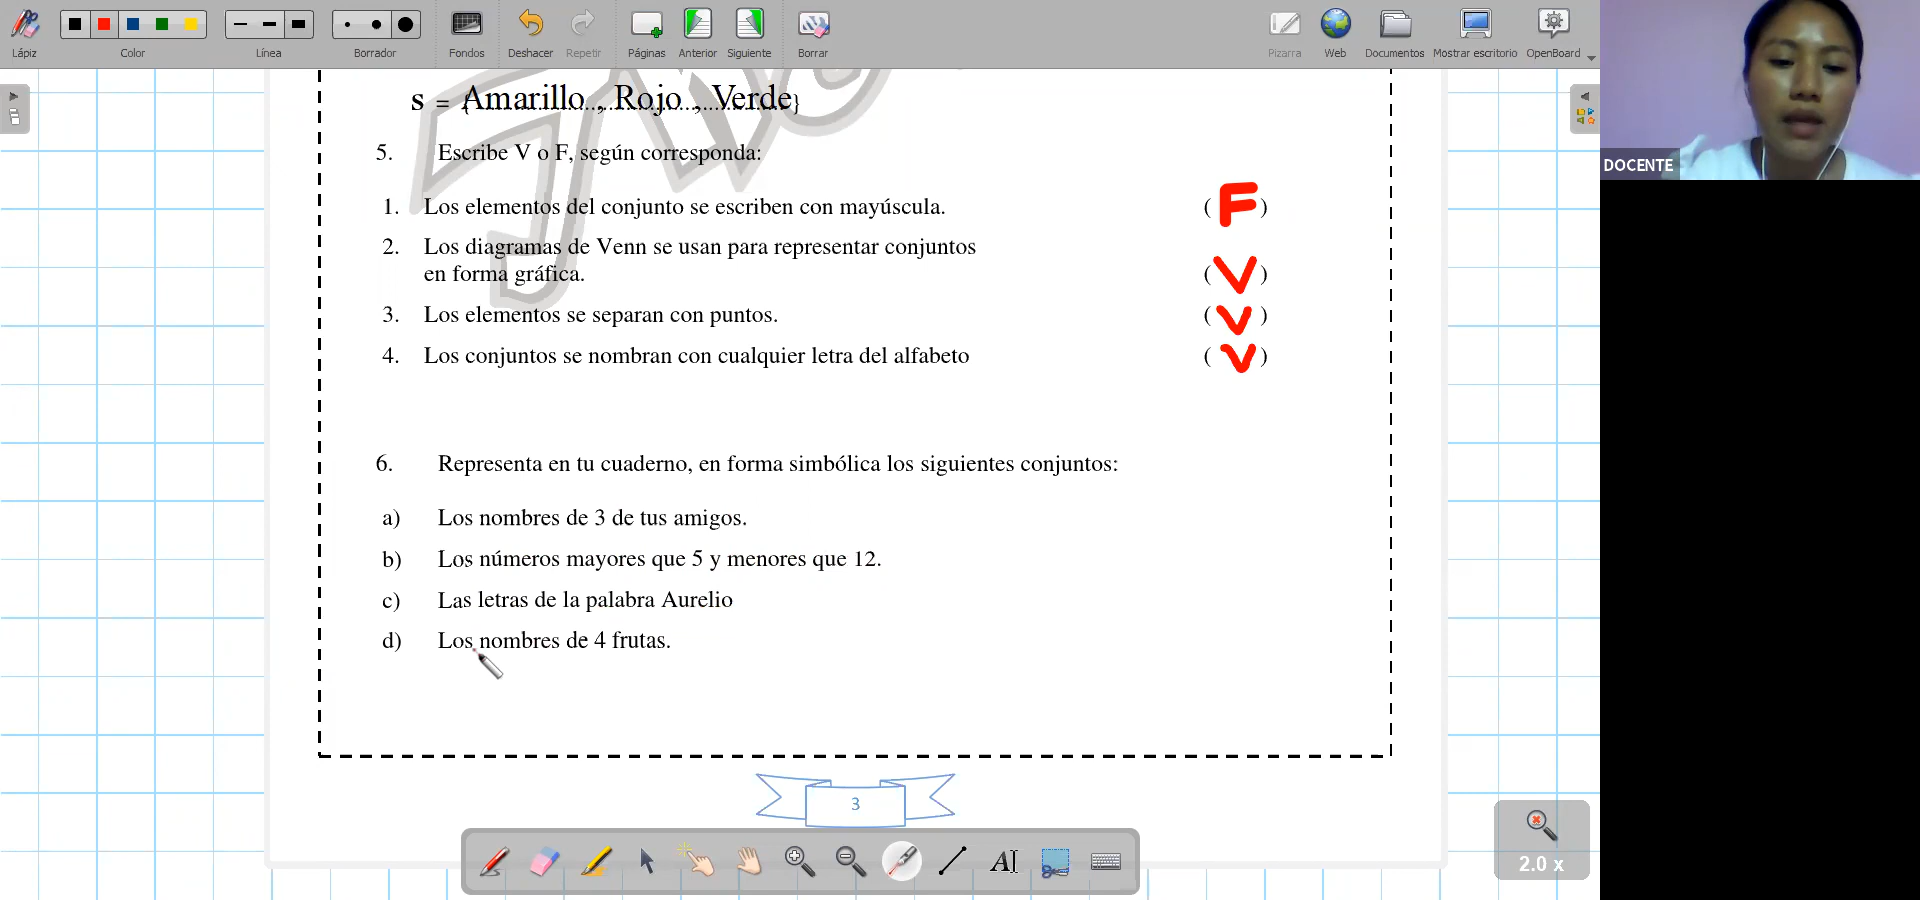 Lápiz Color Línea Borrador Fondos Deshacer Repetir Páginas Anterior Siguiente Borrar Pizarra Web Documentos Mostrar escritorio OpenBoard
s = {Amarillo , Rojo , Verde}
DOCENTE
5. Escribe V o F, según corresponda:
1. Los elementos del conjunto se escriben con mayúscula. ( F )
2. Los diagramas de Venn se usan para representar conjuntos
en forma gráfica. ( V )
3. Los elementos se separan con puntos. ( V )
4. Los conjuntos se nombran con cualquier letra del alfabeto ( V )
6. Representa en tu cuaderno, en forma simbólica los siguientes conjuntos:
a) Los nombres de 3 de tus amigos.
b) Los números mayores que 5 y menores que 12.
c) Las letras de la palabra Aurelio
d) Los nombres de 4 frutas.
3
2.0 x